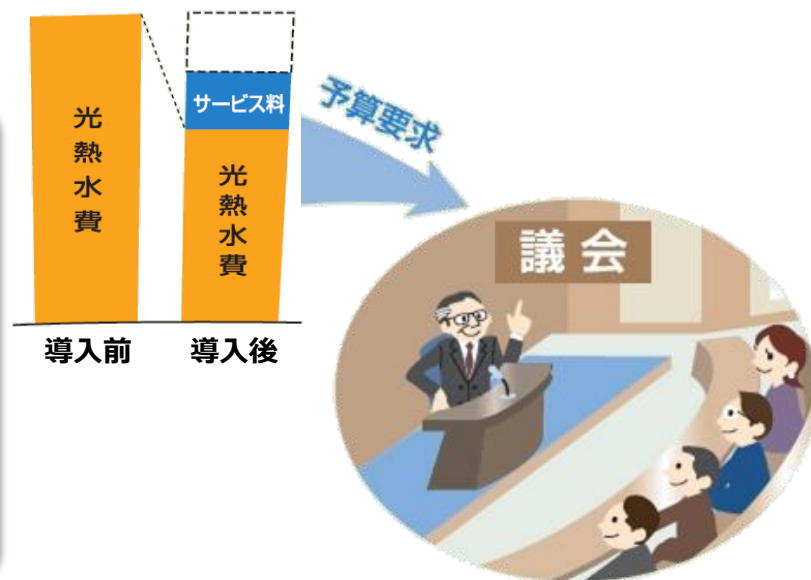 光熱水費
サービス料
光熱水費
導入前
導入後
予算要求
議会